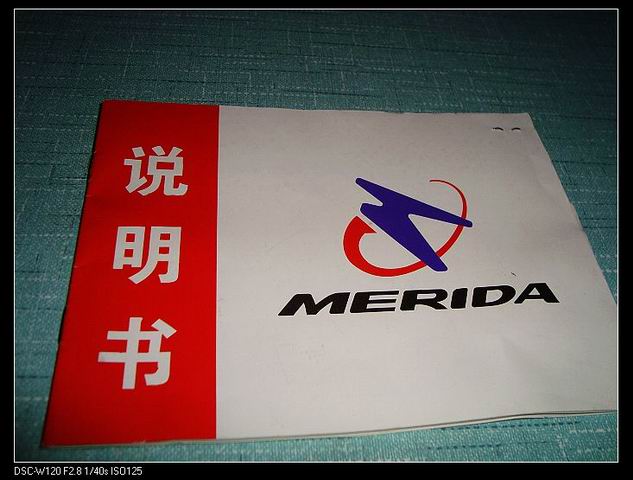 说明书
MERIDA
DSC-W120 F2.8 1/40s ISO125